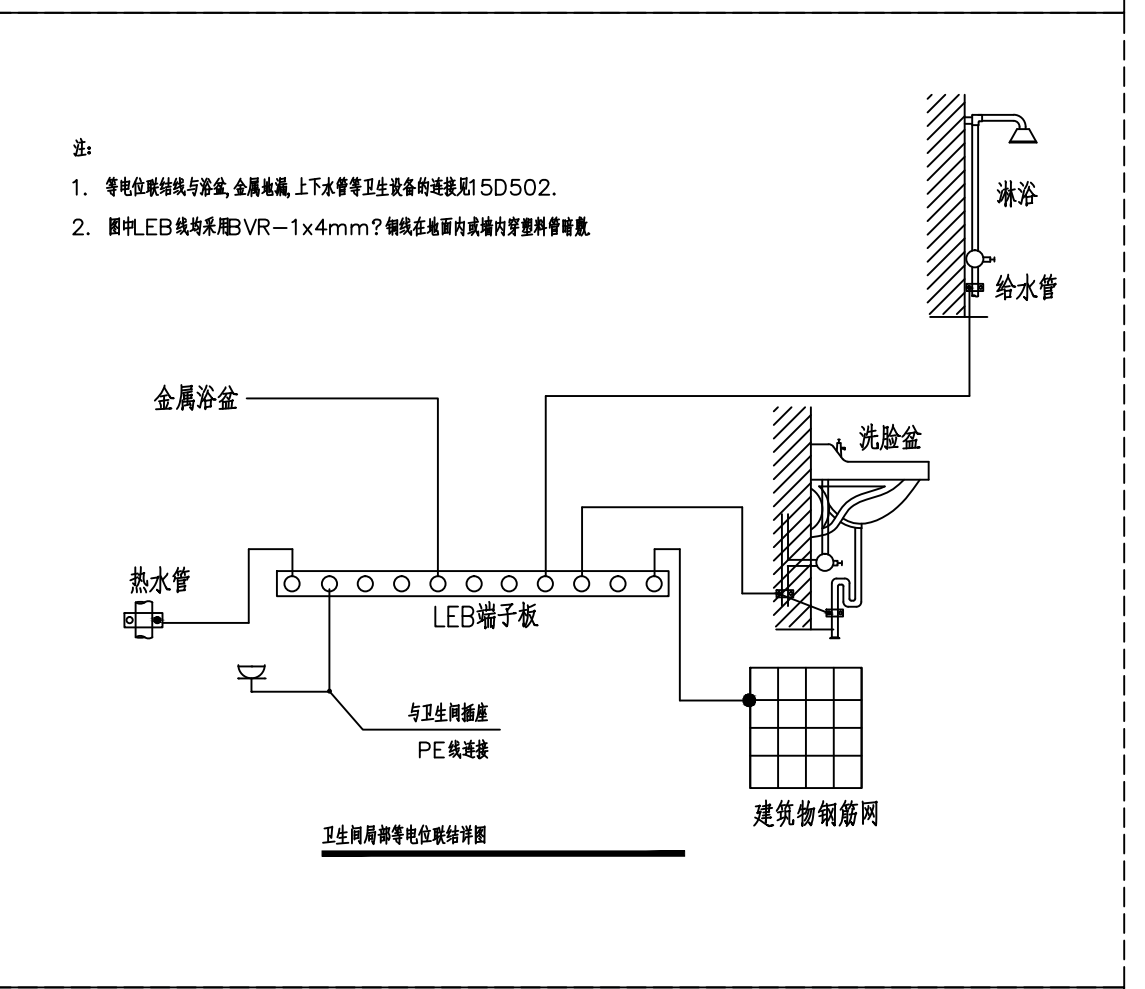 注:
1. 等电位联结线与浴盆,金属地漏,上下水管等卫生设备的连接见15D502.
2. 图中LEB线均采用BVR-1x4mm?铜线在地面内或墙内穿塑料管暗敷.
淋浴
给水管
金属浴盆
洗脸盆
热水管
LEB端子板
与卫生间插座
PE线连接
建筑物钢筋网
卫生间局部等电位联结详图